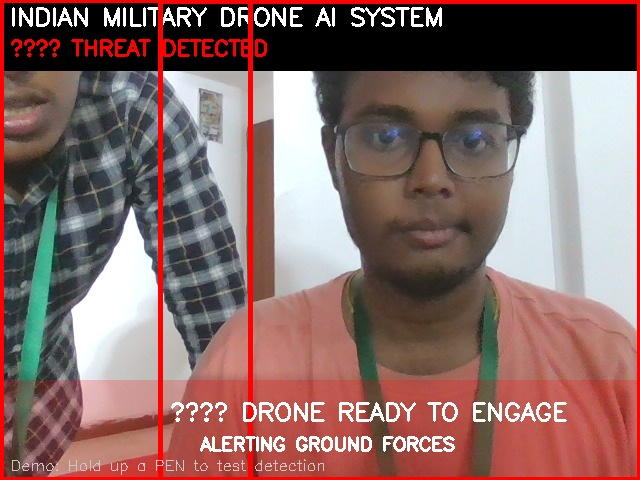 INDIAN MILITARY DRONE AI SYSTEM
???? THREAT DETECTED
???? DRONE READY TO ENGAGE
ALERTING GROUND FORCES
Demo: Hold up a PEN to test detection